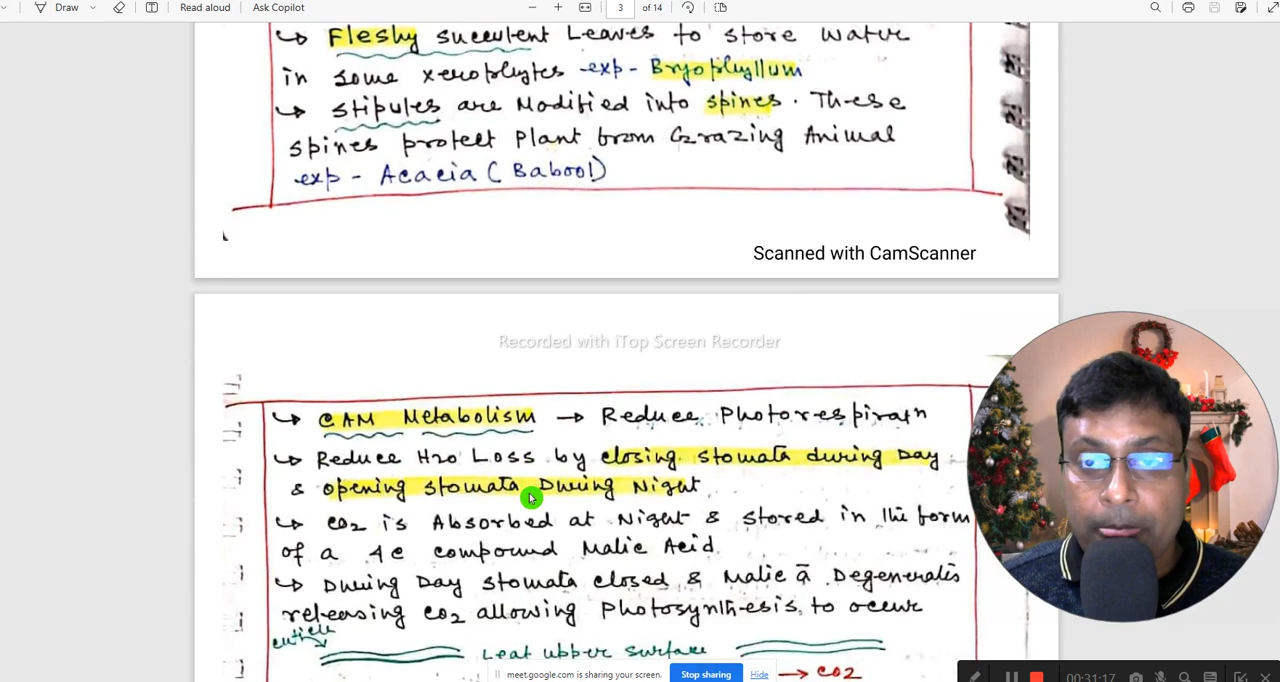 Draw Read aloud Ask Copilot 3 of 14
↳ Fleshy succulent Leaves to store water
in some xerophytes -exp- Bryophyllum
↳ stipules are Modified into spines. These
spines protect Plant from Grazing Animal
exp - Acacia (Babool)
Scanned with CamScanner
Recorded with iTop Screen Recorder
↳ CAM Metabolism → Reduce Photorespiratn
↳ Reduce H2O Loss by closing stomata during Day
& opening stomata During Night
↳ CO2 is Absorbed at Night & stored in the form
of a 4c compound Malic Acid
↳ During Day stomata closed & Malic ā Degenerates
releasing CO2 allowing Photosynthesis to occur
cuticle
Leaf upper surface
meet.google.com is sharing your screen. Stop sharing Hide → CO2
00:31:17